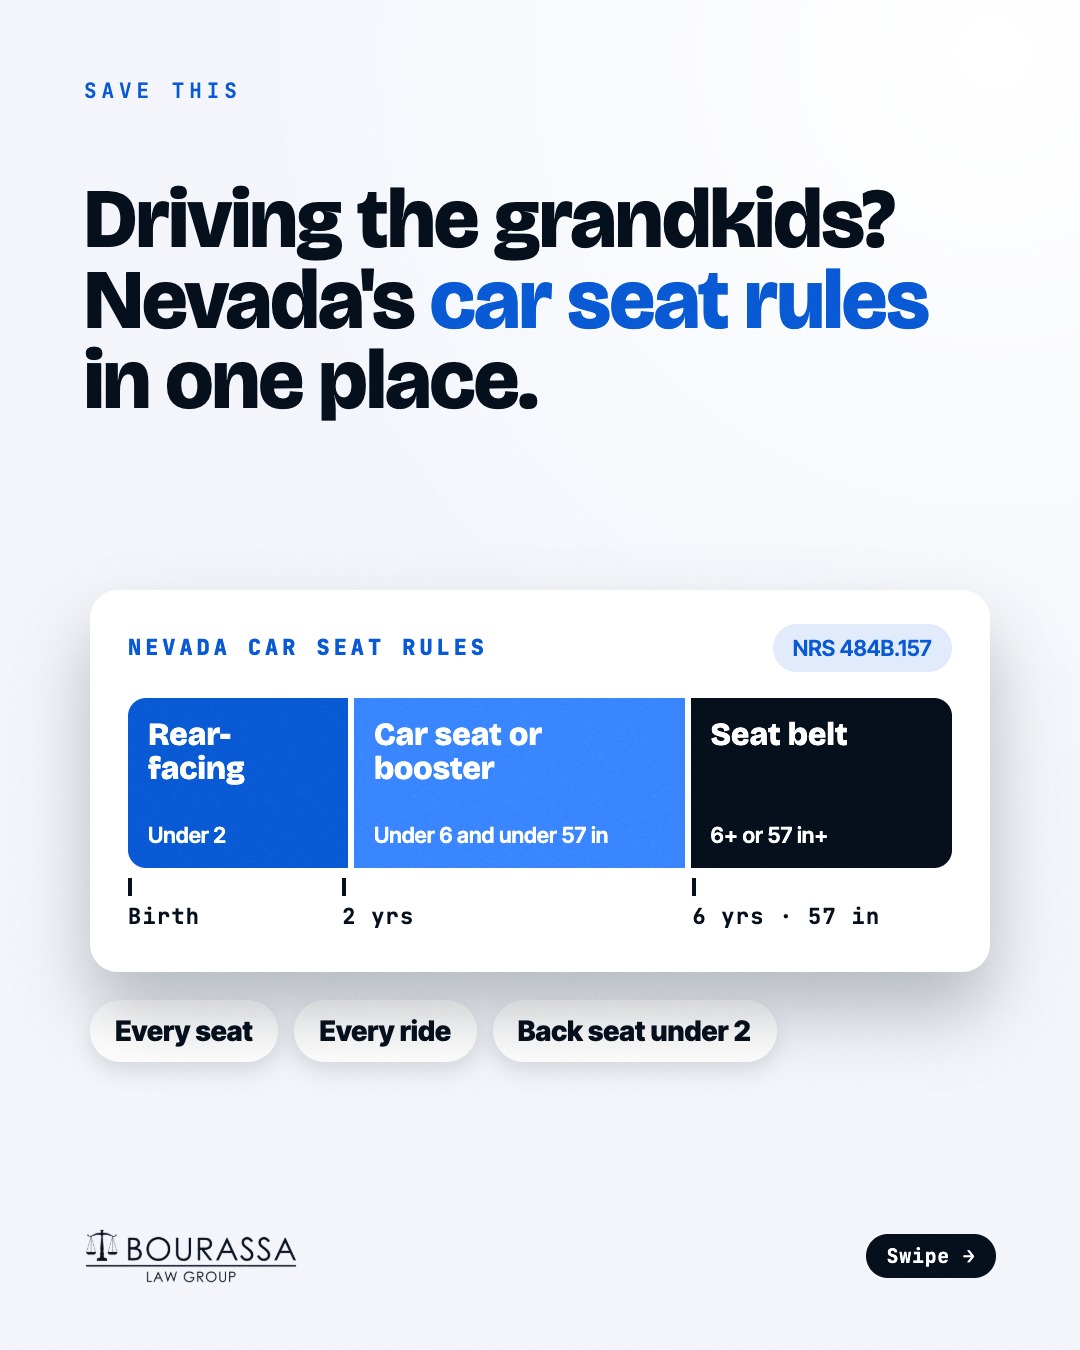 SAVE THIS
Driving the grandkids?
Nevada's car seat rules
in one place.
NEVADA CAR SEAT RULES
NRS 484B.157
Rear-
facing
Under 2
Car seat or
booster
Under 6 and under 57 in
Seat belt
6+ or 57 in+
Birth
2 yrs
6 yrs · 57 in
Every seat
Every ride
Back seat under 2
BOURASSA
LAW GROUP
Swipe →